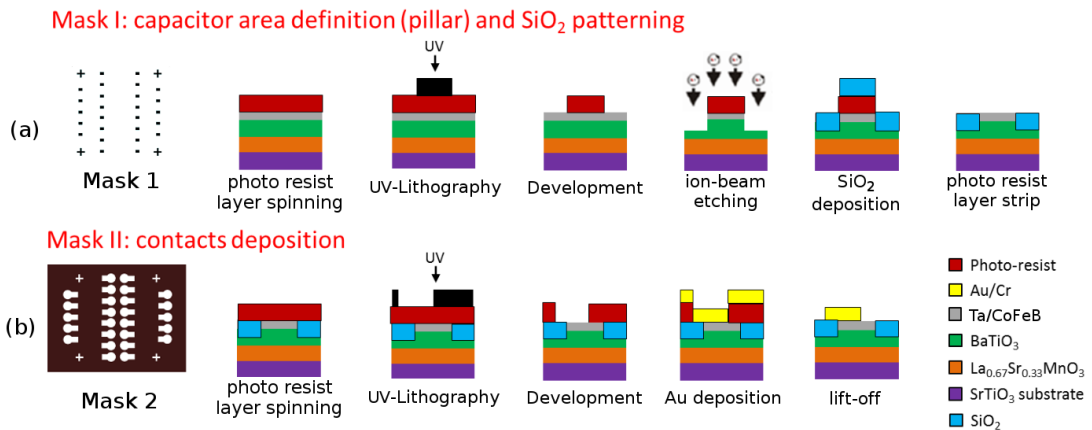 Mask I: capacitor area definition (pillar) and SiO₂ patterning
UV
(a)
Mask 1
photo resist
layer spinning
UV-Lithography
Development
ion-beam
etching
SiO₂
deposition
photo resist
layer strip
Mask II: contacts deposition
UV
(b)
Mask 2
photo resist
layer spinning
UV-Lithography
Development
Au deposition
lift-off
Photo-resist
Au/Cr
Ta/CoFeB
BaTiO₃
La₀.₆₇Sr₀.₃₃MnO₃
SrTiO₃ substrate
SiO₂